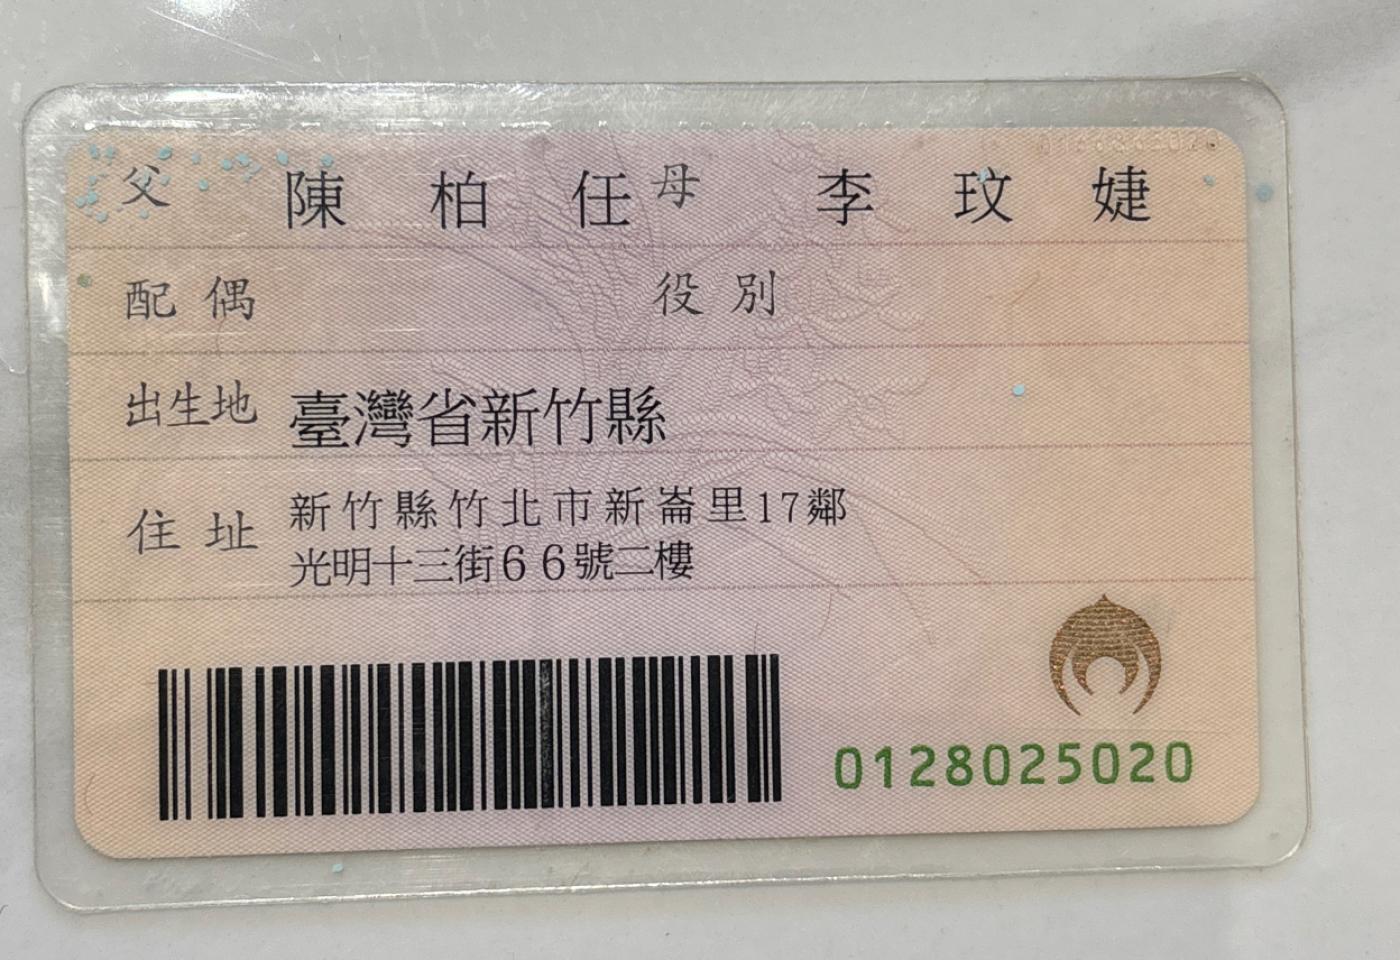 父 陳柏任 母 李玟婕
配偶 役別
出生地 臺灣省新竹縣
住址 新竹縣竹北市新崙里17鄰
光明十三街66號二樓
0128025020